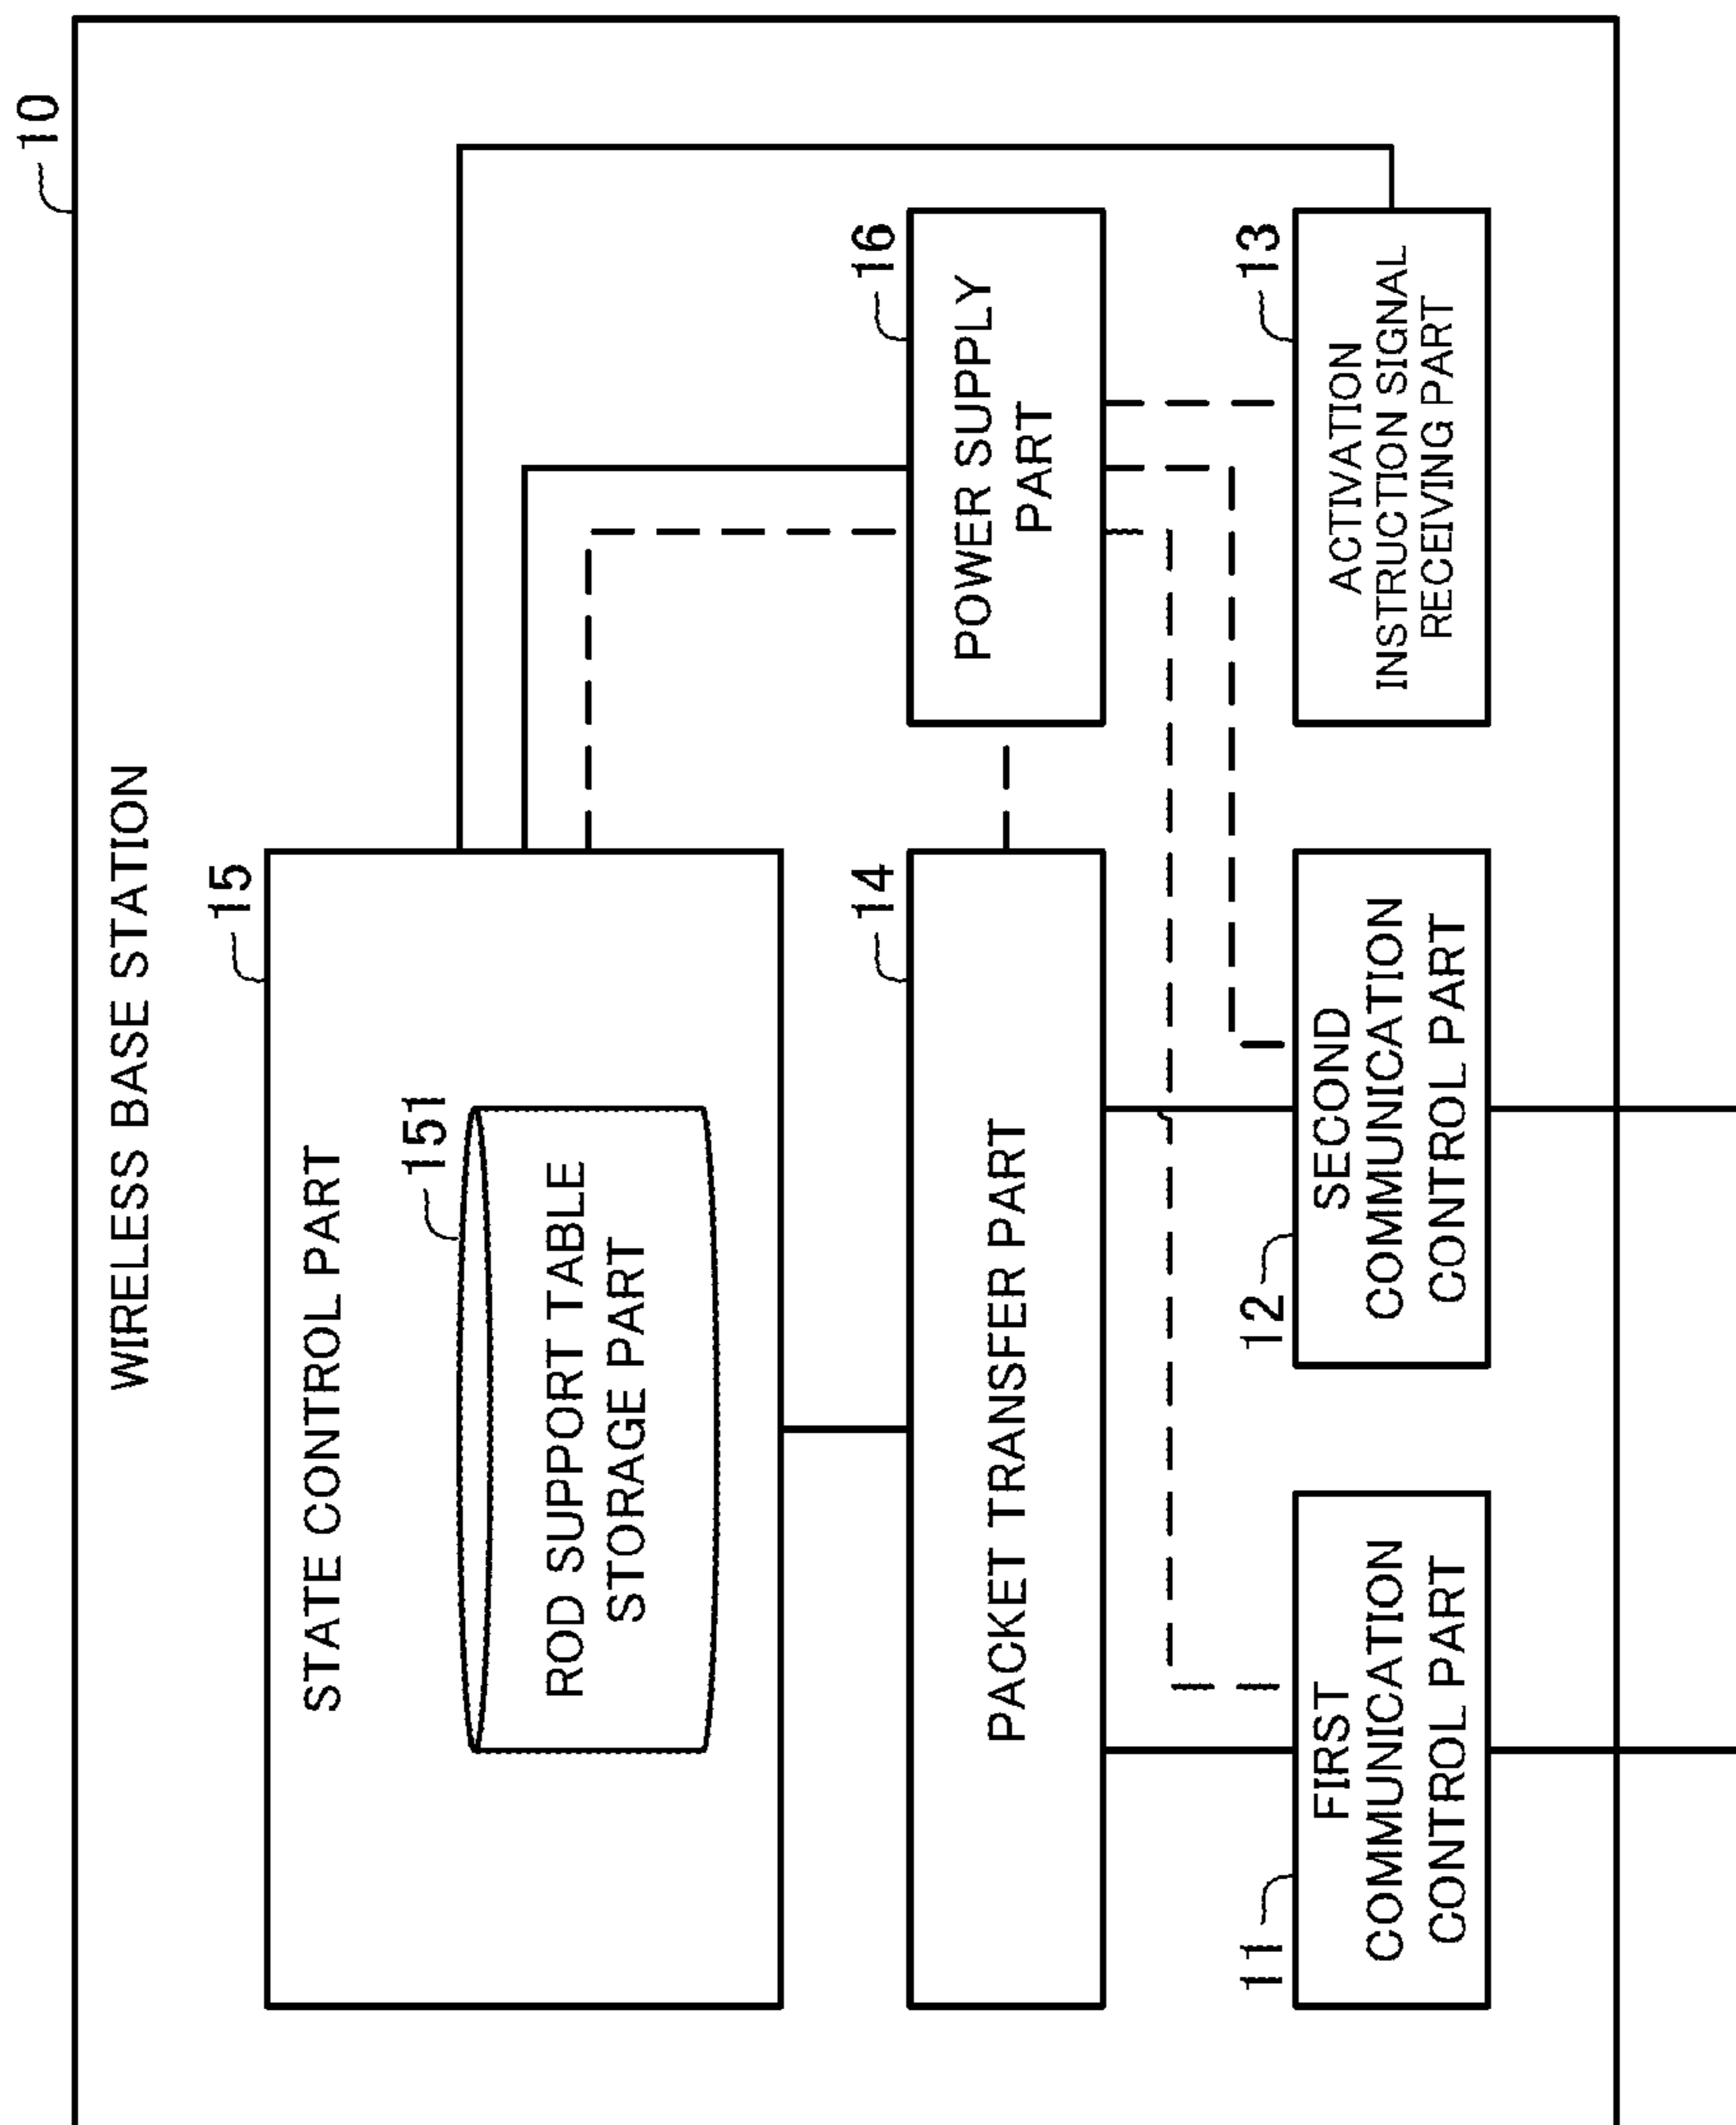 10
WIRELESS BASE STATION
15
STATE CONTROL PART
151
ROD SUPPORT TABLE
STORAGE PART
14
PACKET TRANSFER PART
16
POWER SUPPLY
PART
11
FIRST
COMMUNICATION
CONTROL PART
12
SECOND
COMMUNICATION
CONTROL PART
13
ACTIVATION
INSTRUCTION SIGNAL
RECEIVING PART